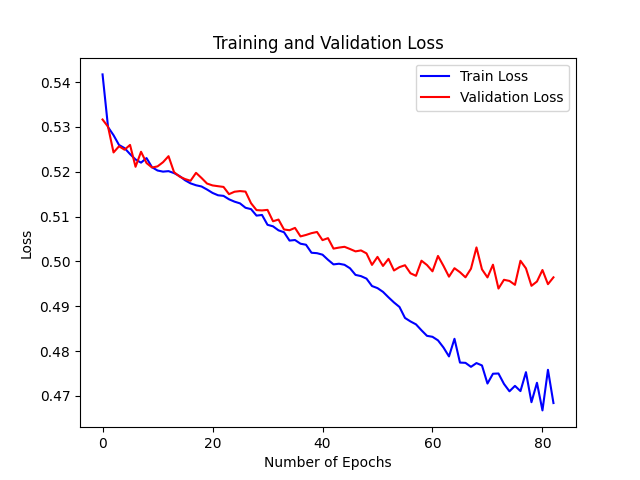 Training and Validation Loss
Train Loss
Validation Loss
0.54
0.53
0.52
0.51
0.50
0.49
0.48
0.47
Loss
0 20 40 60 80
Number of Epochs